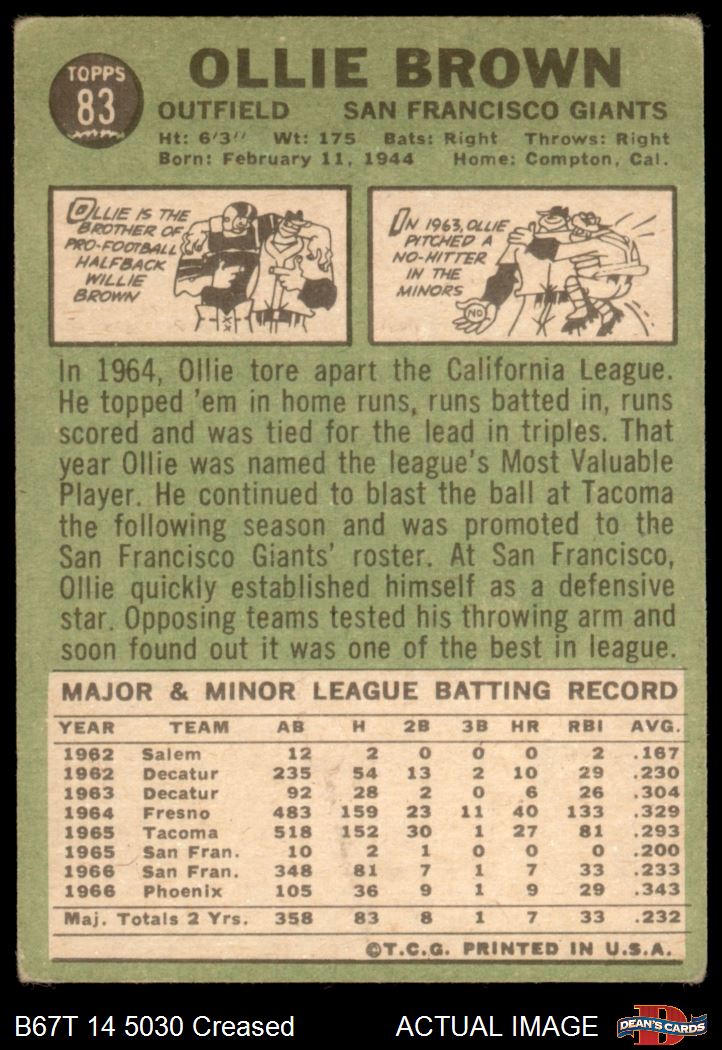 TOPPS
83
OLLIE BROWN
OUTFIELD SAN FRANCISCO GIANTS
Ht: 6'3" Wt: 175 Bats: Right Throws: Right
Born: February 11, 1944 Home: Compton, Cal.
OLLIE IS THE
BROTHER OF
PRO-FOOTBALL
HALFBACK
WILLIE
BROWN
IN 1963, OLLIE
PITCHED A
NO-HITTER
IN THE
MINORS
NO
In 1964, Ollie tore apart the California League.
He topped 'em in home runs, runs batted in, runs
scored and was tied for the lead in triples. That
year Ollie was named the league's Most Valuable
Player. He continued to blast the ball at Tacoma
the following season and was promoted to the
San Francisco Giants' roster. At San Francisco,
Ollie quickly established himself as a defensive
star. Opposing teams tested his throwing arm and
soon found out it was one of the best in league.
MAJOR & MINOR LEAGUE BATTING RECORD
YEAR TEAM AB H 2B 3B HR RBI AVG.
1962 Salem 12 2 0 0 0 2 .167
1962 Decatur 235 54 13 2 10 29 .230
1963 Decatur 92 28 2 0 6 26 .304
1964 Fresno 483 159 23 11 40 133 .329
1965 Tacoma 518 152 30 1 27 81 .293
1965 San Fran. 10 2 1 0 0 0 .200
1966 San Fran. 348 81 7 1 7 33 .233
1966 Phoenix 105 36 9 1 9 29 .343
Maj. Totals 2 Yrs. 358 83 8 1 7 33 .232
©T.C.G. PRINTED IN U.S.A.
B67T 14 5030 Creased ACTUAL IMAGE
DEAN'S CARDS